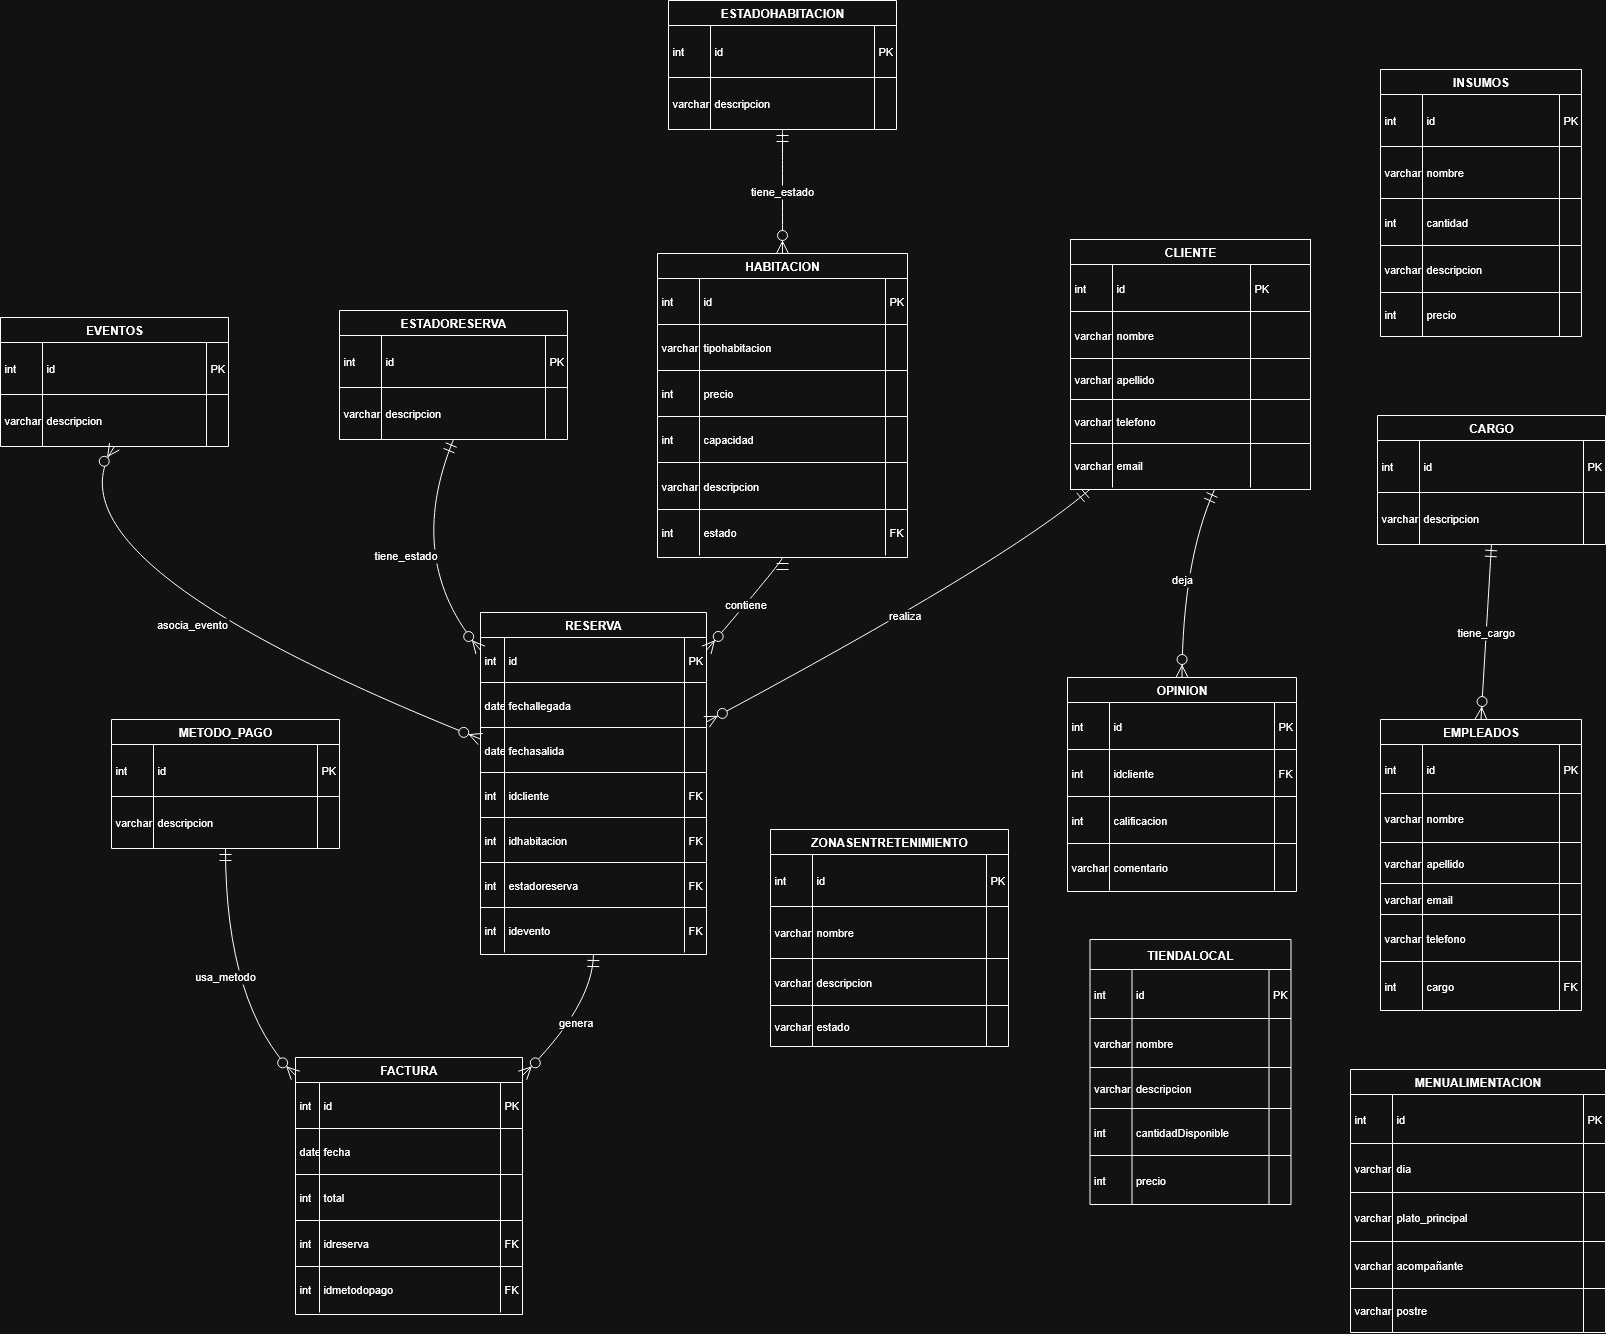 ESTADOHABITACION
int id PK
varchar descripcion
tiene_estado
INSUMOS
int id PK
varchar nombre
int cantidad
varchar descripcion
int precio
HABITACION
int id PK
varchar tipohabitacion
int precio
int capacidad
varchar descripcion
int estado FK
CLIENTE
int id PK
varchar nombre
varchar apellido
varchar telefono
varchar email
EVENTOS
int id PK
varchar descripcion
ESTADORESERVA
int id PK
varchar descripcion
CARGO
int id PK
varchar descripcion
tiene_estado
contiene
realiza
deja
asocia_evento
tiene_cargo
RESERVA
int id PK
date fechallegada
date fechasalida
int idcliente FK
int idhabitacion FK
int estadoreserva FK
int idevento FK
OPINION
int id PK
int idcliente FK
int calificacion
varchar comentario
EMPLEADOS
int id PK
varchar nombre
varchar apellido
varchar email
varchar telefono
int cargo FK
METODO_PAGO
int id PK
varchar descripcion
ZONASENTRETENIMIENTO
int id PK
varchar nombre
varchar descripcion
varchar estado
usa_metodo
genera
TIENDALOCAL
int id PK
varchar nombre
varchar descripcion
int cantidadDisponible
int precio
FACTURA
int id PK
date fecha
int total
int idreserva FK
int idmetodopago FK
MENUALIMENTACION
int id PK
varchar dia
varchar plato_principal
varchar acompañante
varchar postre